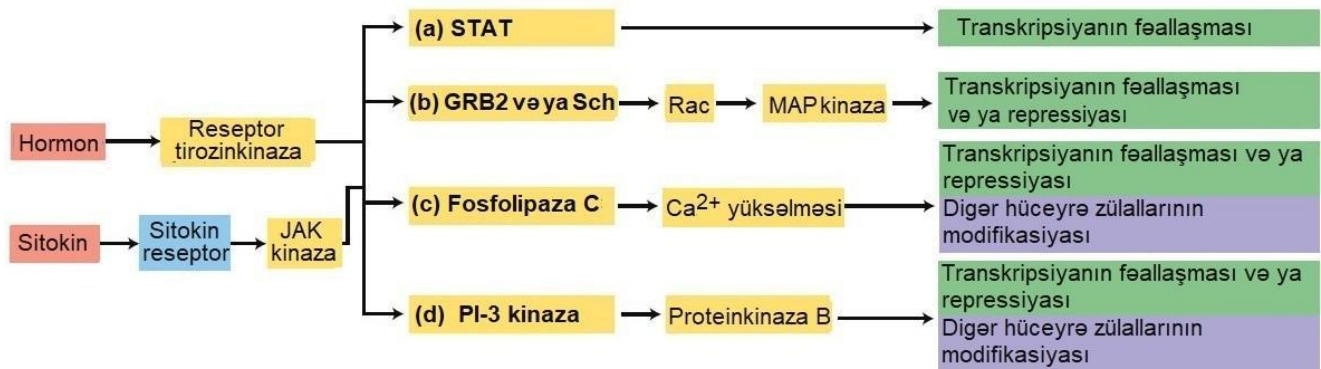 (a) STAT
Transkripsiyanın fəallaşması
(b) GRB2 və ya Sch
Rac
MAP kinaza
Transkripsiyanın fəallaşması
və ya repressiyası
Hormon
Reseptor
tirozinkinaza
(c) Fosfolipaza C
Ca²⁺ yüksəlməsi
Transkripsiyanın fəallaşması və ya
repressiyası
Digər hüceyrə zülallarının
modifikasiyası
Sitokin
Sitokin
reseptor
JAK
kinaza
(d) PI-3 kinaza
Proteinkinaza B
Transkripsiyanın fəallaşması və ya
repressiyası
Digər hüceyrə zülallarının
modifikasiyası